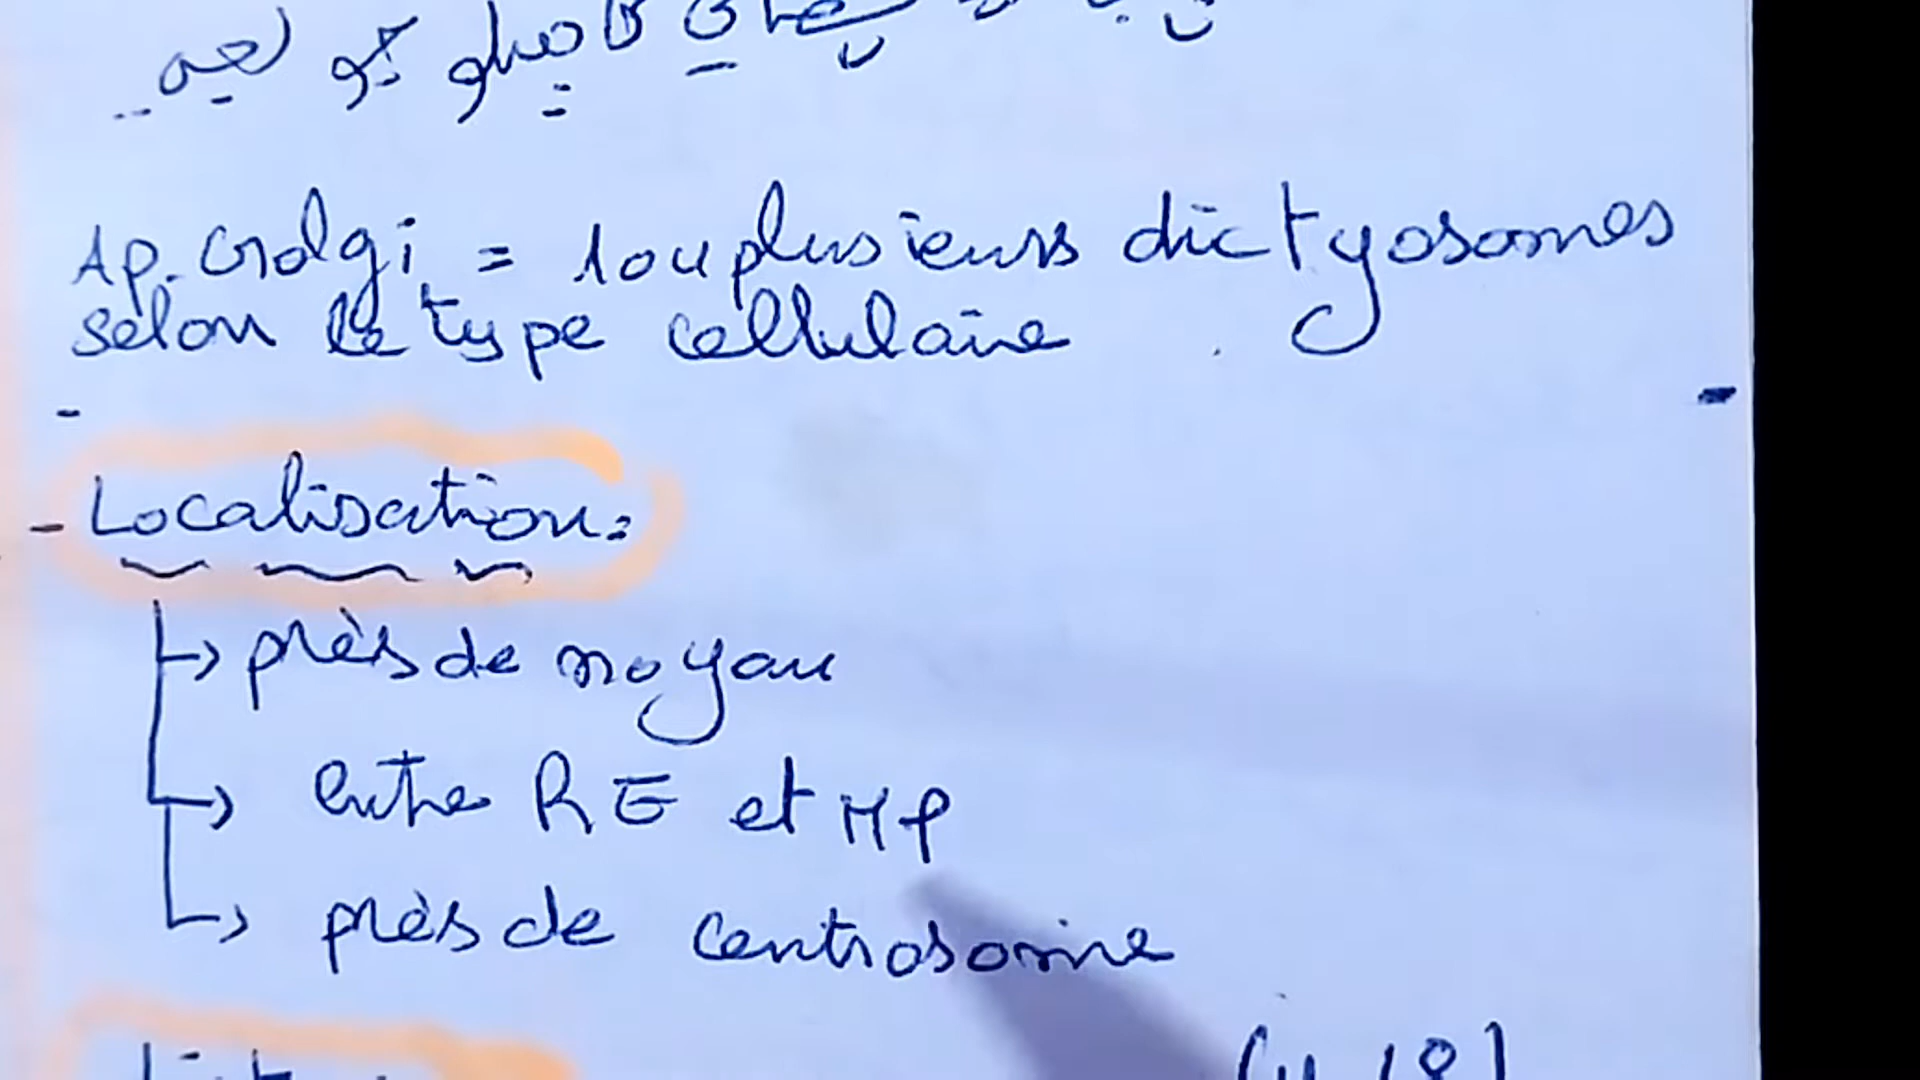 Ap. Golgi = 1 ou plusieurs dictyosomes
selon le type cellulaire.
- Localisation:
→ près de noyau
→ entre RE et MP
→ près de centrosome